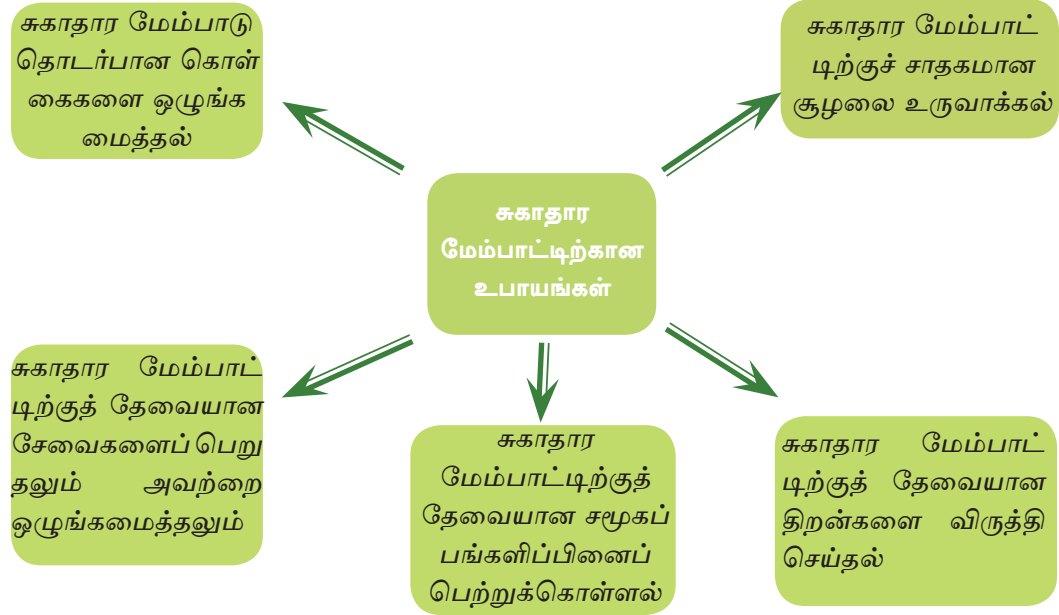 சுகாதார மேம்பாடு
தொடர்பான கொள்
கைகளை ஒழுங்க
மைத்தல்
சுகாதார மேம்பாட்
டிற்குச் சாதகமான
சூழலை உருவாக்கல்
சுகாதார
மேம்பாட்டிற்கான
உபாயங்கள்
சுகாதார மேம்பாட்
டிற்குத் தேவையான
சேவைகளைப் பெறு
தலும் அவற்றை
ஒழுங்கமைத்தலும்
சுகாதார
மேம்பாட்டிற்குத்
தேவையான சமூகப்
பங்களிப்பினைப்
பெற்றுக்கொள்ளல்
சுகாதார மேம்பாட்
டிற்குத் தேவையான
திறன்களை விருத்தி
செய்தல்